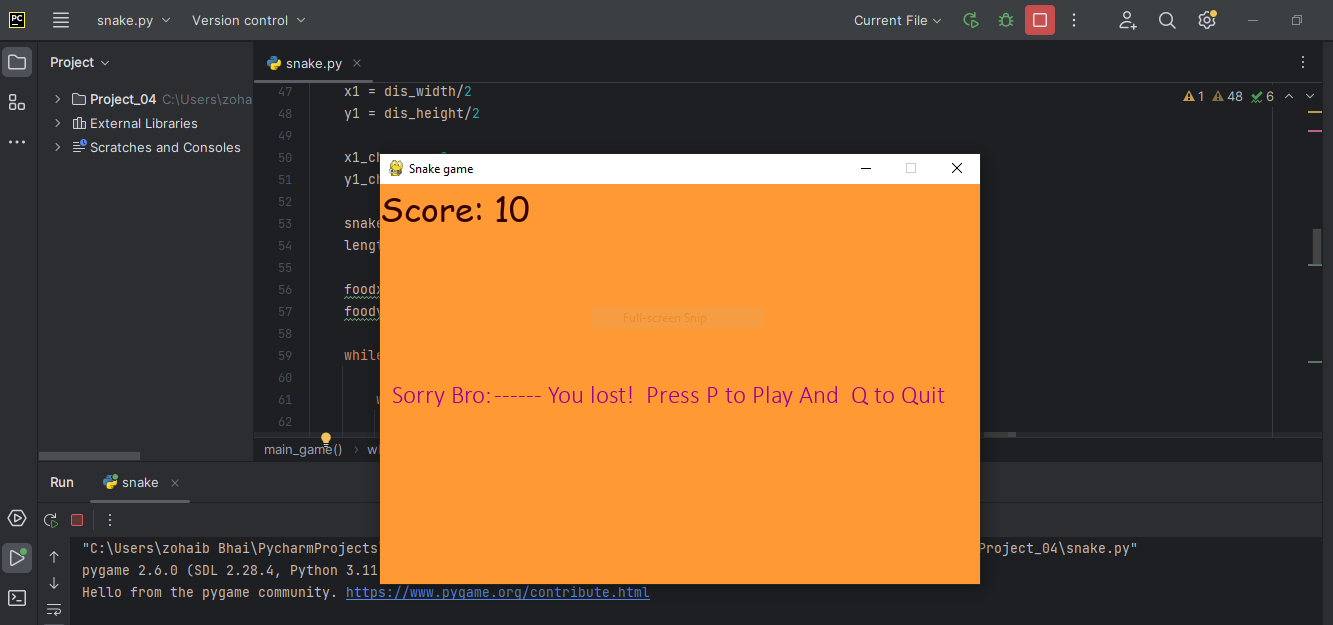 PC
snake.py
Version control
Current File
Project
snake.py
Project_04 C:\Users\zoha
External Libraries
Scratches and Consoles
1 48 6
47 x1 = dis_width/2
48 y1 = dis_height/2
49
50 x1_ch
51 y1_ch
52
53 snake
54 lengt
55
56 foodx
57 foody
58
59 while
60
61 w
62
main_game() › wh
Snake game
Score: 10
Full-screen Snip
Sorry Bro:------ You lost! Press P to Play And Q to Quit
Run
snake
"C:\Users\zohaib Bhai\PycharmProjects
Project_04\snake.py"
pygame 2.6.0 (SDL 2.28.4, Python 3.11
Hello from the pygame community. https://www.pygame.org/contribute.html